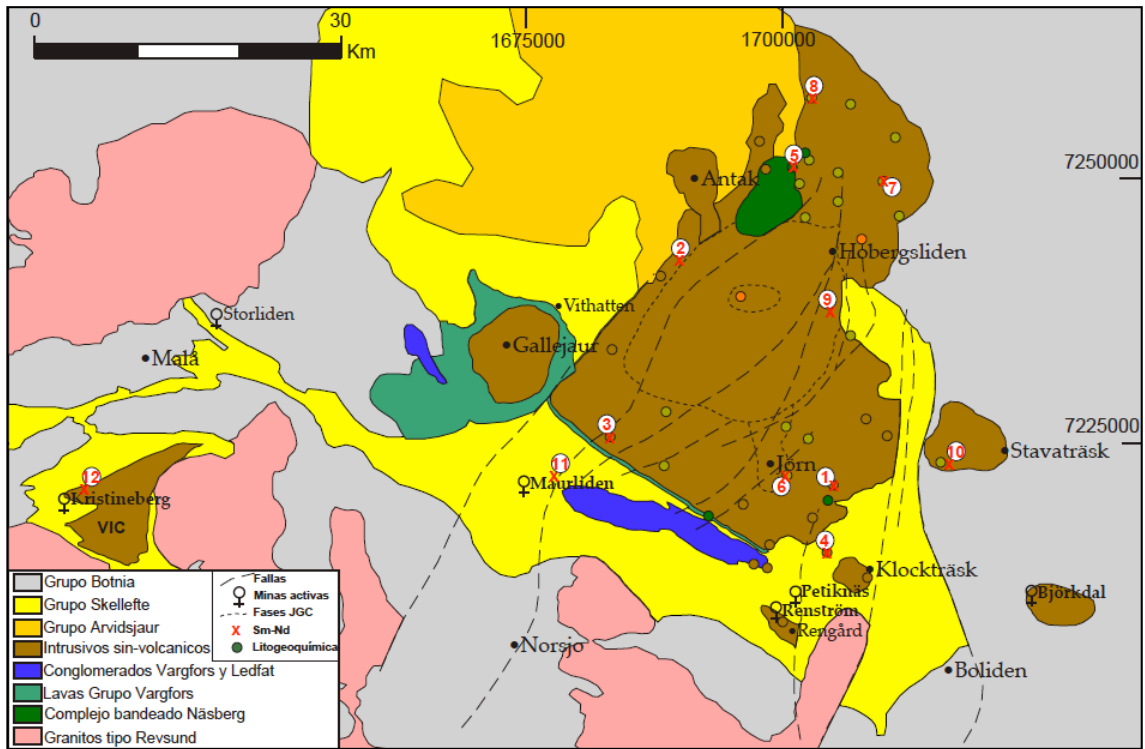 0 30
Km
1675000
1700000
8
7250000
5
Antak
7
2
Höbergsliden
9
Vithatten
Storliden
Gallejaur
Malå
7225000
3
10
Stavaträsk
11
Jörn
12
Maurliden
6
1
Kristineberg
VIC
4
Klockträsk
Petiknäs
Björkdal
Renström
Rengård
Norsjo
Boliden
Grupo Botnia
Grupo Skellefte
Grupo Arvidsjaur
Intrusivos sin-volcanicos
Conglomerados Vargfors y Ledfat
Lavas Grupo Vargfors
Complejo bandeado Näsberg
Granitos tipo Revsund
Fallas
Minas activas
Fases JGC
Sm-Nd
Litogeoquímica